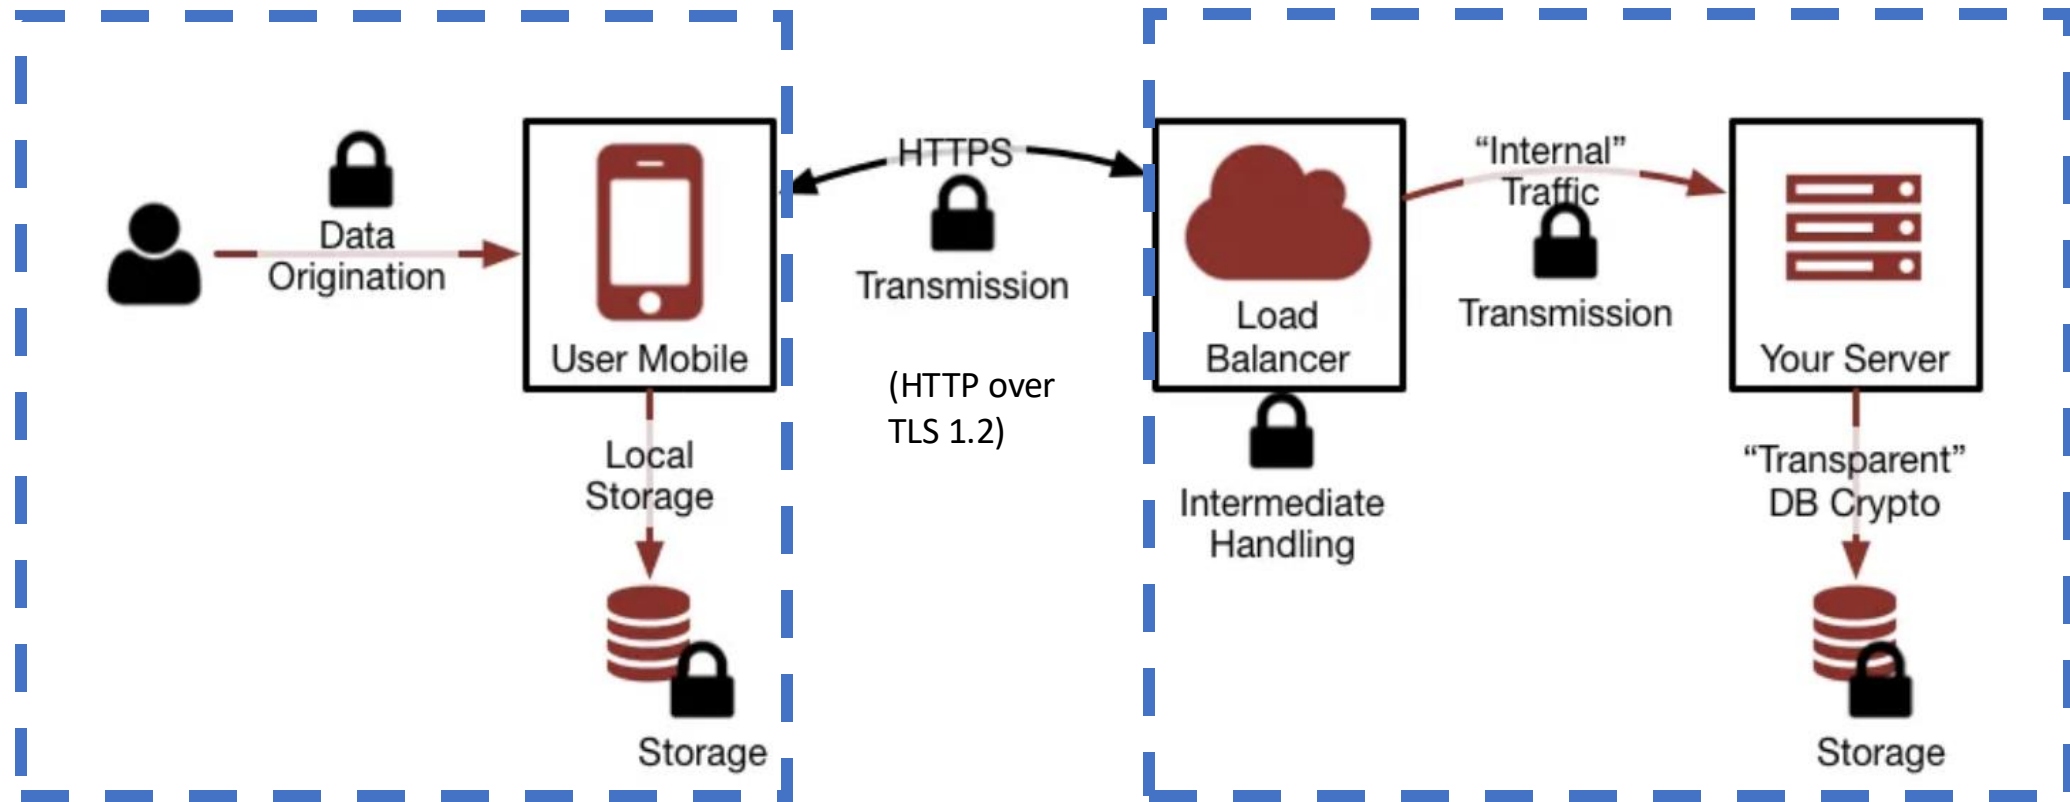 Data
Origination
User Mobile
Local
Storage
Storage
HTTPS
Transmission
(HTTP over
TLS 1.2)
Load
Balancer
Intermediate
Handling
“Internal”
Traffic
Transmission
Your Server
“Transparent”
DB Crypto
Storage